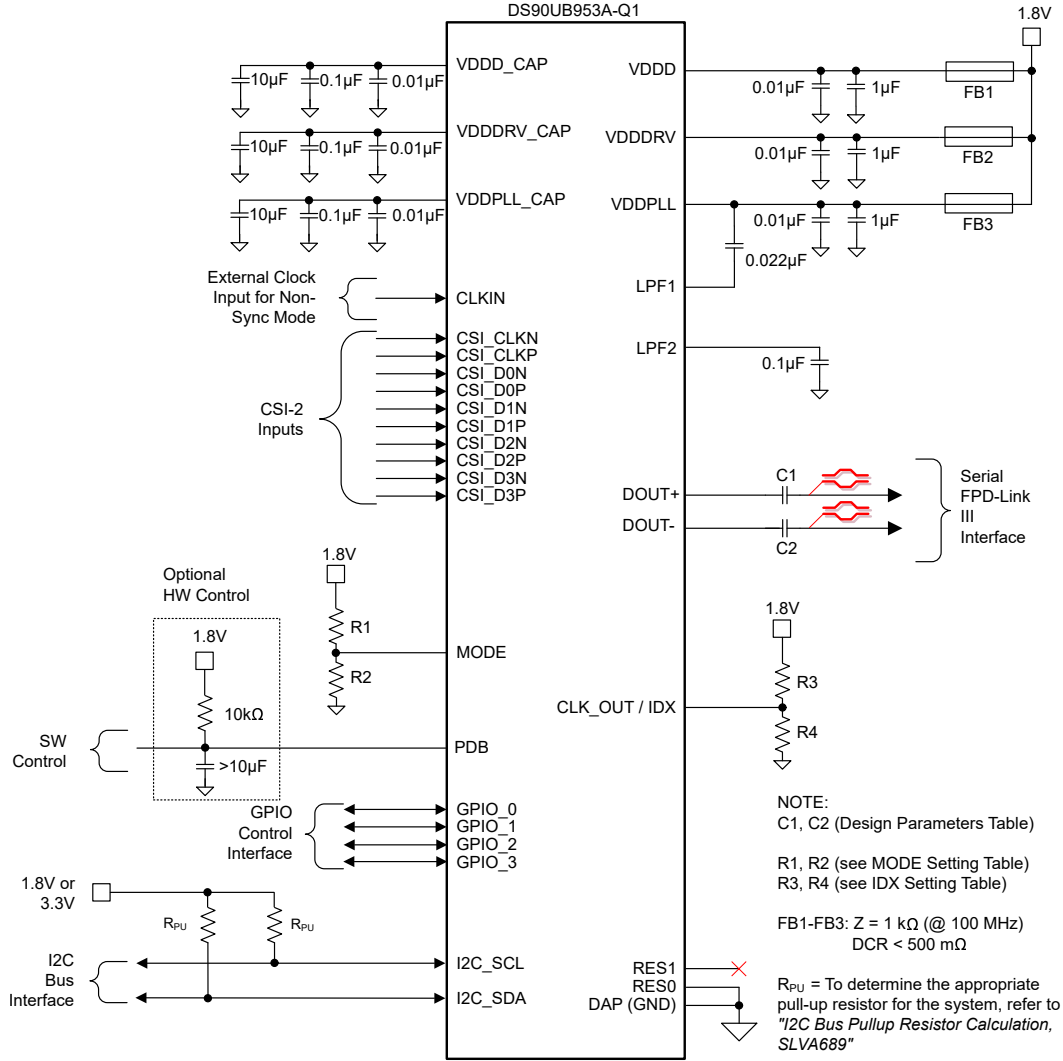 DS90UB953A-Q1
1.8V
VDDD_CAP
10µF
0.1µF
0.01µF
VDDDRV_CAP
10µF
0.1µF
0.01µF
VDDPLL_CAP
10µF
0.1µF
0.01µF
External Clock
Input for Non-
Sync Mode
CLKIN
CSI-2
Inputs
CSI_CLKN
CSI_CLKP
CSI_D0N
CSI_D0P
CSI_D1N
CSI_D1P
CSI_D2N
CSI_D2P
CSI_D3N
CSI_D3P
1.8V
R1
R2
MODE
Optional
HW Control
1.8V
10kΩ
>10µF
SW
Control
PDB
GPIO
Control
Interface
GPIO_0
GPIO_1
GPIO_2
GPIO_3
1.8V or
3.3V
RPU
RPU
I2C
Bus
Interface
I2C_SCL
I2C_SDA
VDDD
0.01µF
1µF
FB1
VDDDRV
0.01µF
1µF
FB2
VDDPLL
0.01µF
1µF
FB3
0.022µF
LPF1
LPF2
0.1µF
DOUT+
DOUT-
C1
C2
Serial
FPD-Link
III
Interface
1.8V
R3
R4
CLK_OUT / IDX
RES1
RES0
DAP (GND)
NOTE:
C1, C2 (Design Parameters Table)
R1, R2 (see MODE Setting Table)
R3, R4 (see IDX Setting Table)
FB1-FB3: Z = 1 kΩ (@ 100 MHz)
DCR < 500 mΩ
RPU = To determine the appropriate
pull-up resistor for the system, refer to
"I2C Bus Pullup Resistor Calculation,
SLVA689"